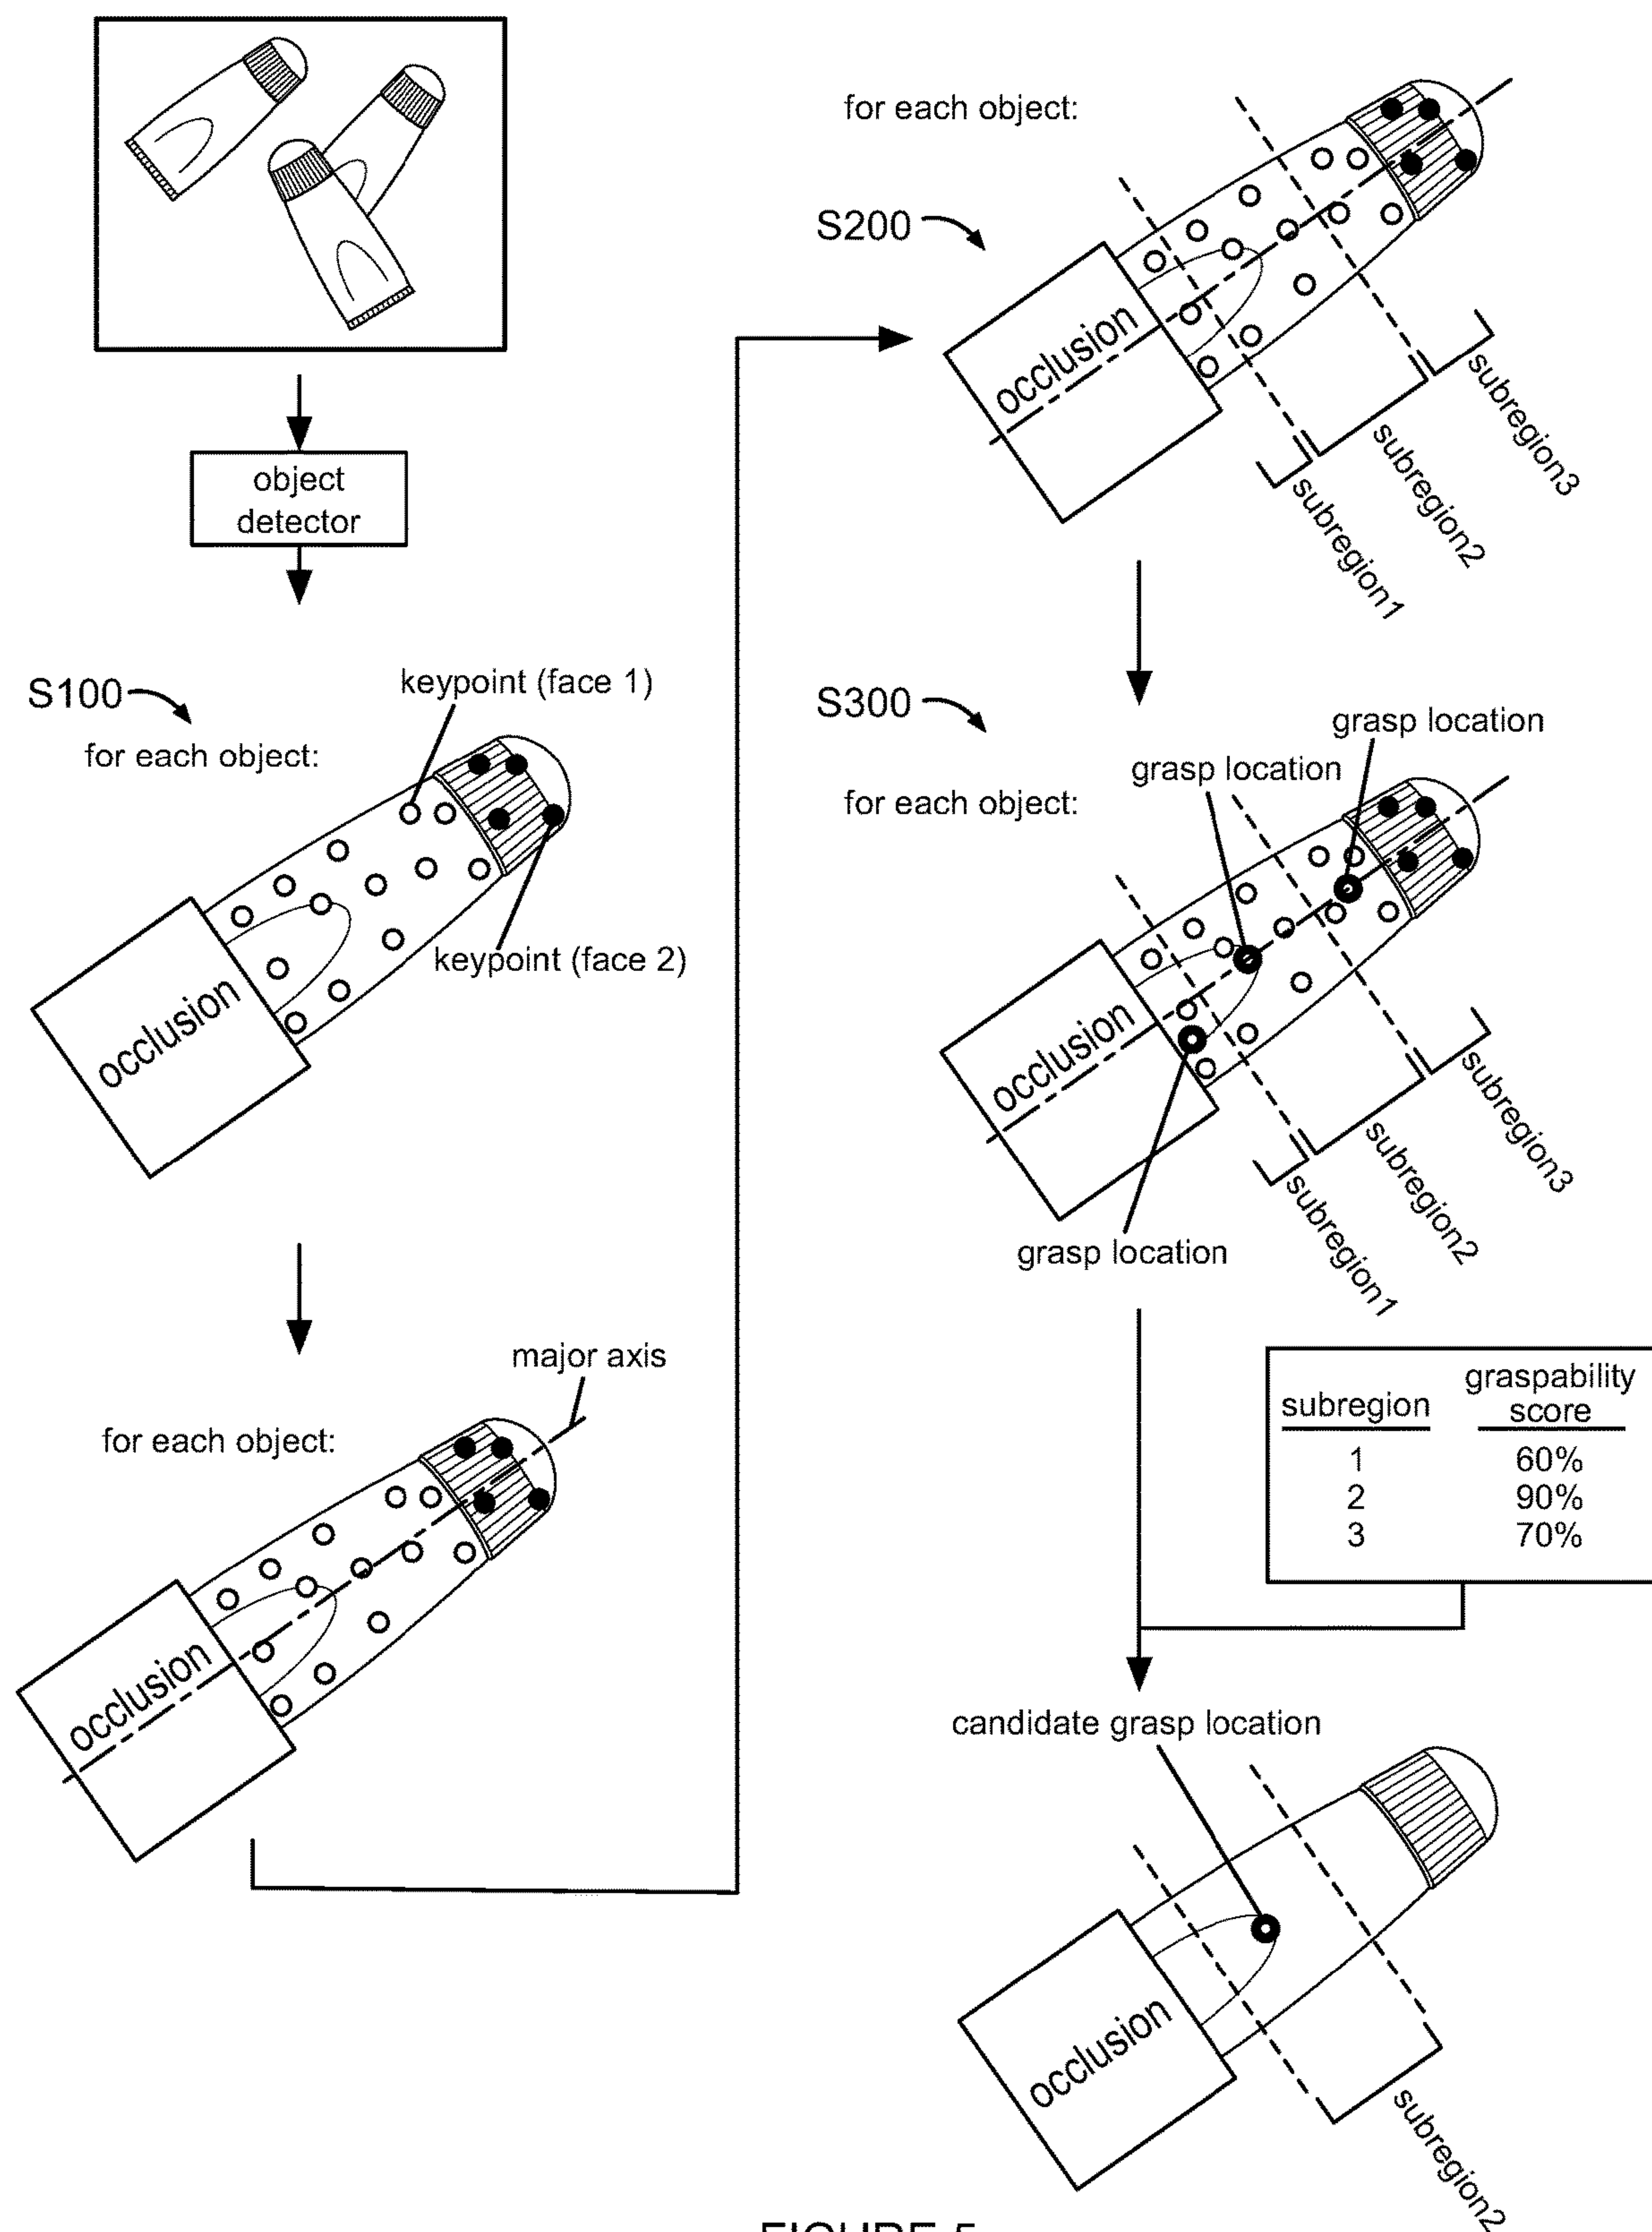 object
detector
S100
keypoint (face 1)
for each object:
keypoint (face 2)
occlusion
major axis
for each object:
occlusion
for each object:
S200
occlusion
subregion3
subregion2
subregion1
S300
grasp location
grasp location
for each object:
occlusion
subregion3
subregion2
subregion1
grasp location
graspability
subregion score
1 60%
2 90%
3 70%
candidate grasp location
occlusion
subregion2
FIGURE 5